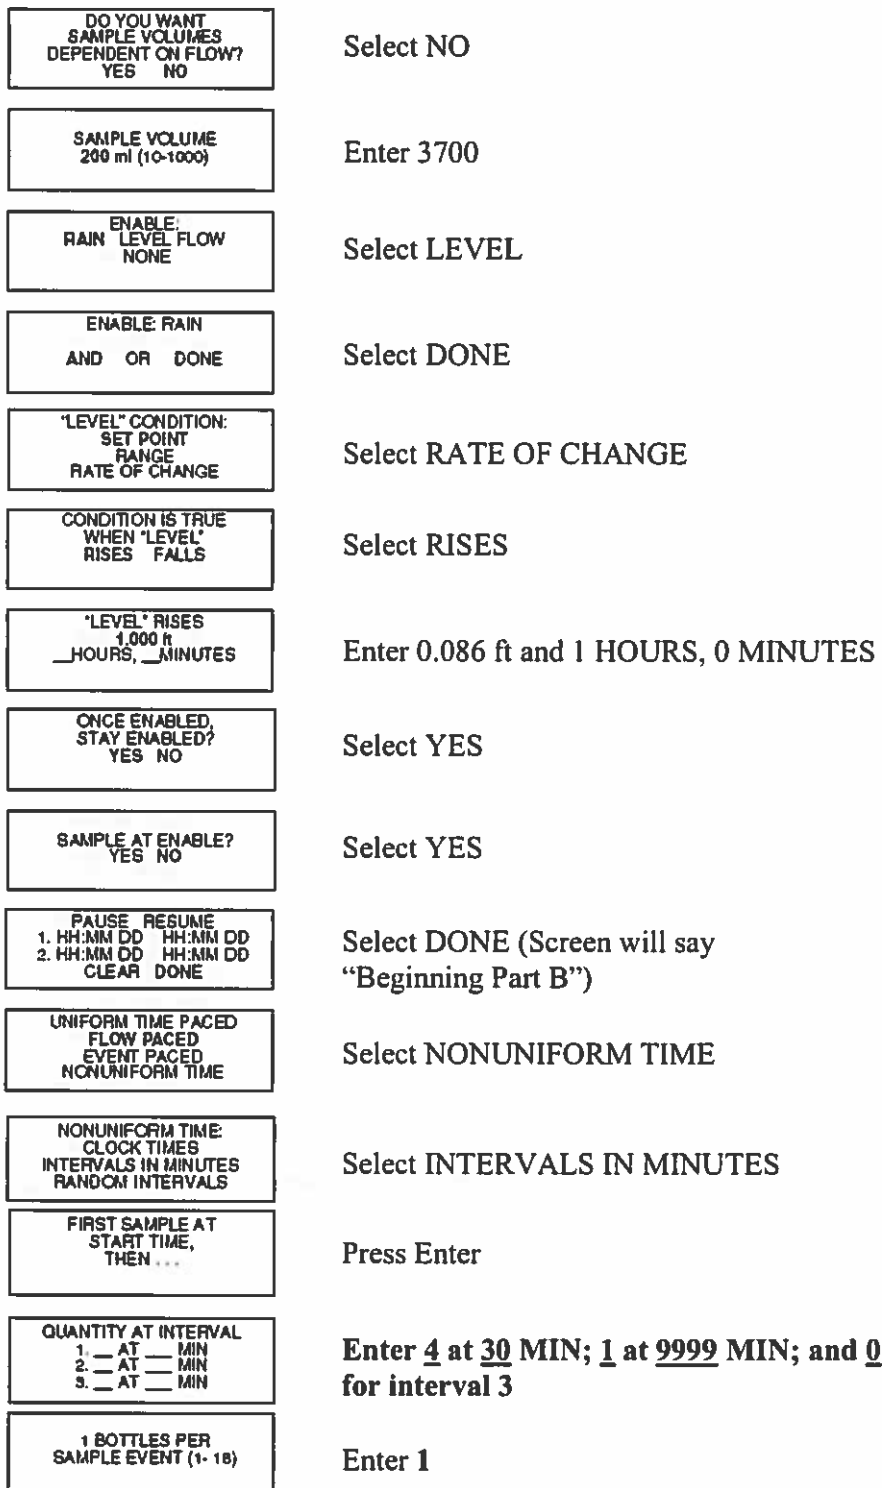 DO YOU WANT
SAMPLE VOLUMES
DEPENDENT ON FLOW?
YES NO
Select NO
SAMPLE VOLUME
200 ml (10-1000)
Enter 3700
ENABLE:
RAIN LEVEL FLOW
NONE
Select LEVEL
ENABLE: RAIN
AND OR DONE
Select DONE
"LEVEL" CONDITION:
SET POINT
RANGE
RATE OF CHANGE
Select RATE OF CHANGE
CONDITION IS TRUE
WHEN "LEVEL"
RISES FALLS
Select RISES
"LEVEL" RISES
1.000 ft
__HOURS, __MINUTES
Enter 0.086 ft and 1 HOURS, 0 MINUTES
ONCE ENABLED,
STAY ENABLED?
YES NO
Select YES
SAMPLE AT ENABLE?
YES NO
Select YES
PAUSE RESUME
1. HH:MM DD HH:MM DD
2. HH:MM DD HH:MM DD
CLEAR DONE
Select DONE (Screen will say
"Beginning Part B")
UNIFORM TIME PACED
FLOW PACED
EVENT PACED
NONUNIFORM TIME
Select NONUNIFORM TIME
NONUNIFORM TIME:
CLOCK TIMES
INTERVALS IN MINUTES
RANDOM INTERVALS
Select INTERVALS IN MINUTES
FIRST SAMPLE AT
START TIME,
THEN ...
Press Enter
QUANTITY AT INTERVAL
1. __ AT __ MIN
2. __ AT __ MIN
3. __ AT __ MIN
Enter 4 at 30 MIN; 1 at 9999 MIN; and 0
for interval 3
1 BOTTLES PER
SAMPLE EVENT (1- 18)
Enter 1